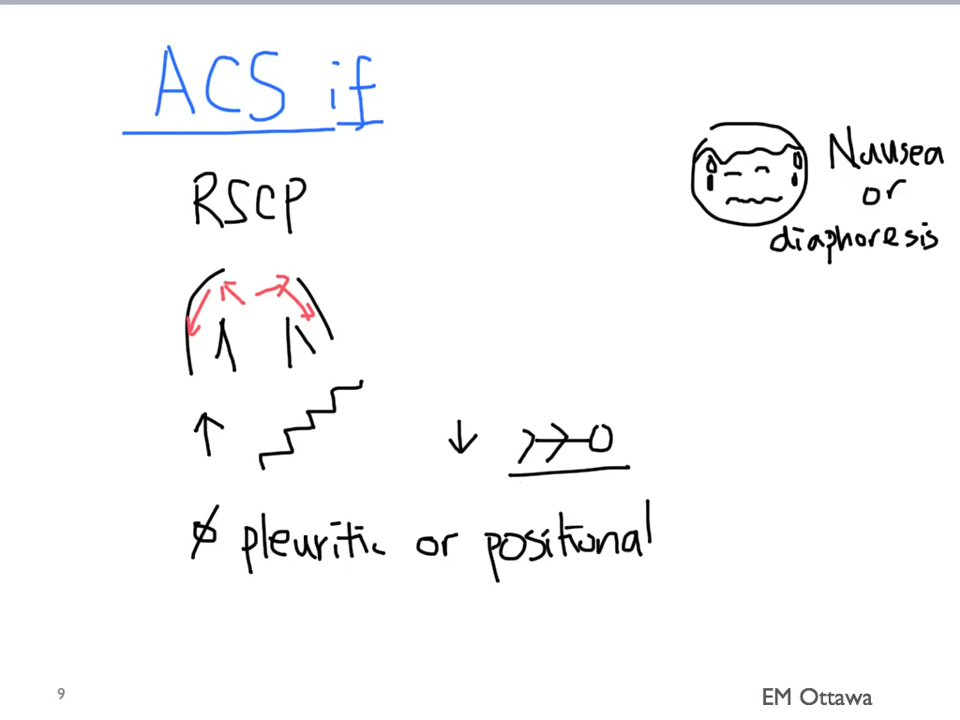 ACS if
RSCP
Nausea
or
diaphoresis
↑
↓
∅ pleuritic or positional
9
EM Ottawa